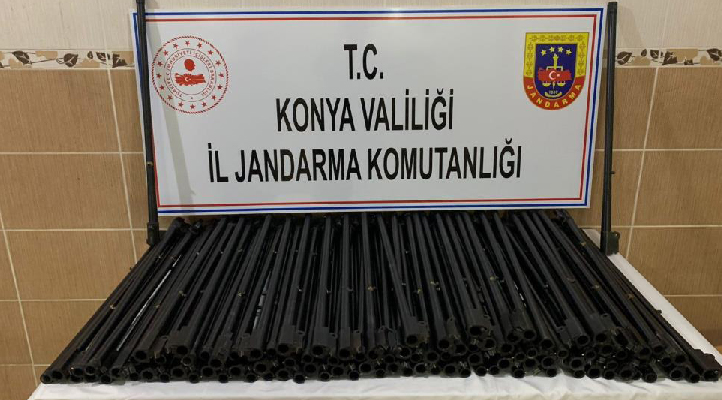 T.C.
KONYA VALİLİĞİ
İL JANDARMA KOMUTANLIĞI
JANDARMA